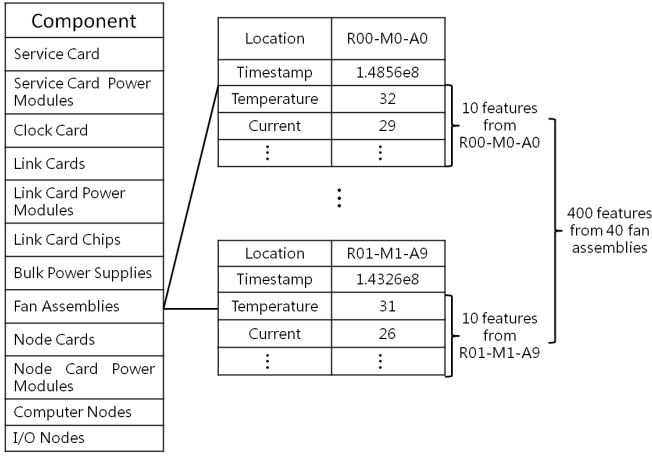 Component
Service Card
Service Card Power
Modules
Clock Card
Link Cards
Link Card Power
Modules
Link Card Chips
Bulk Power Supplies
Fan Assemblies
Node Cards
Node Card Power
Modules
Computer Nodes
I/O Nodes
Location R00-M0-A0
Timestamp 1.4856e8
Temperature 32
Current 29
⋮ ⋮
10 features
from
R00-M0-A0
⋮
Location R01-M1-A9
Timestamp 1.4326e8
Temperature 31
Current 26
⋮ ⋮
10 features
from
R01-M1-A9
400 features
from 40 fan
assemblies